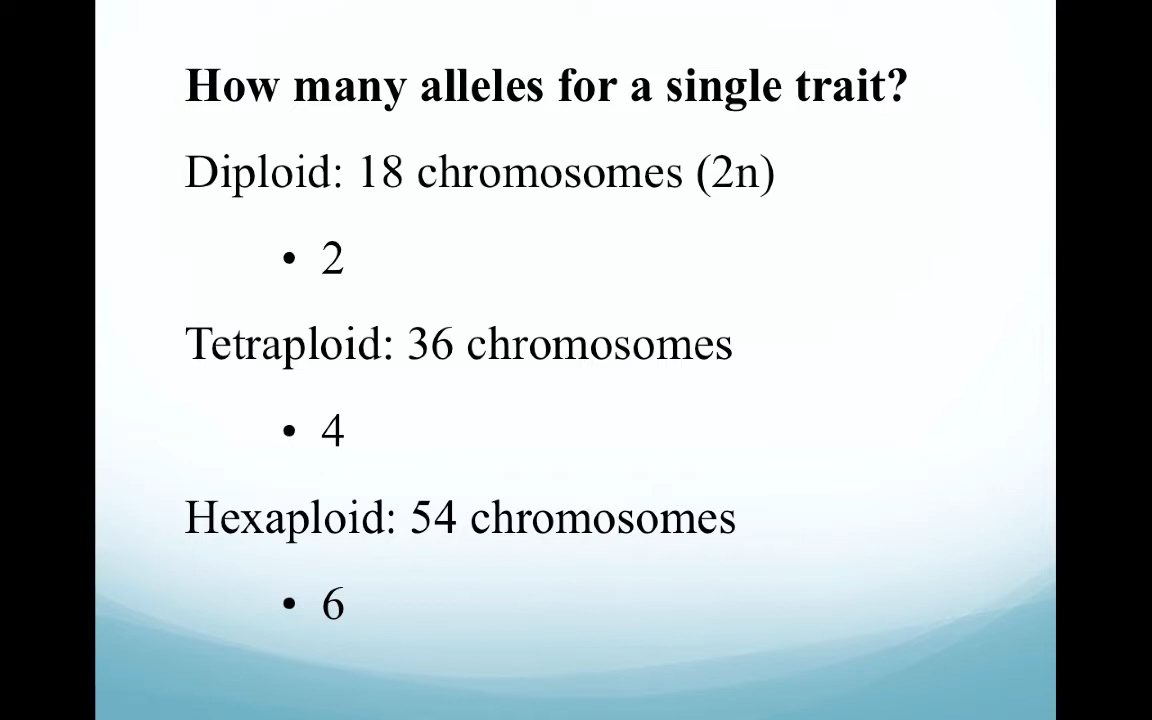 How many alleles for a single trait?
Diploid: 18 chromosomes (2n)
• 2
Tetraploid: 36 chromosomes
• 4
Hexaploid: 54 chromosomes
• 6